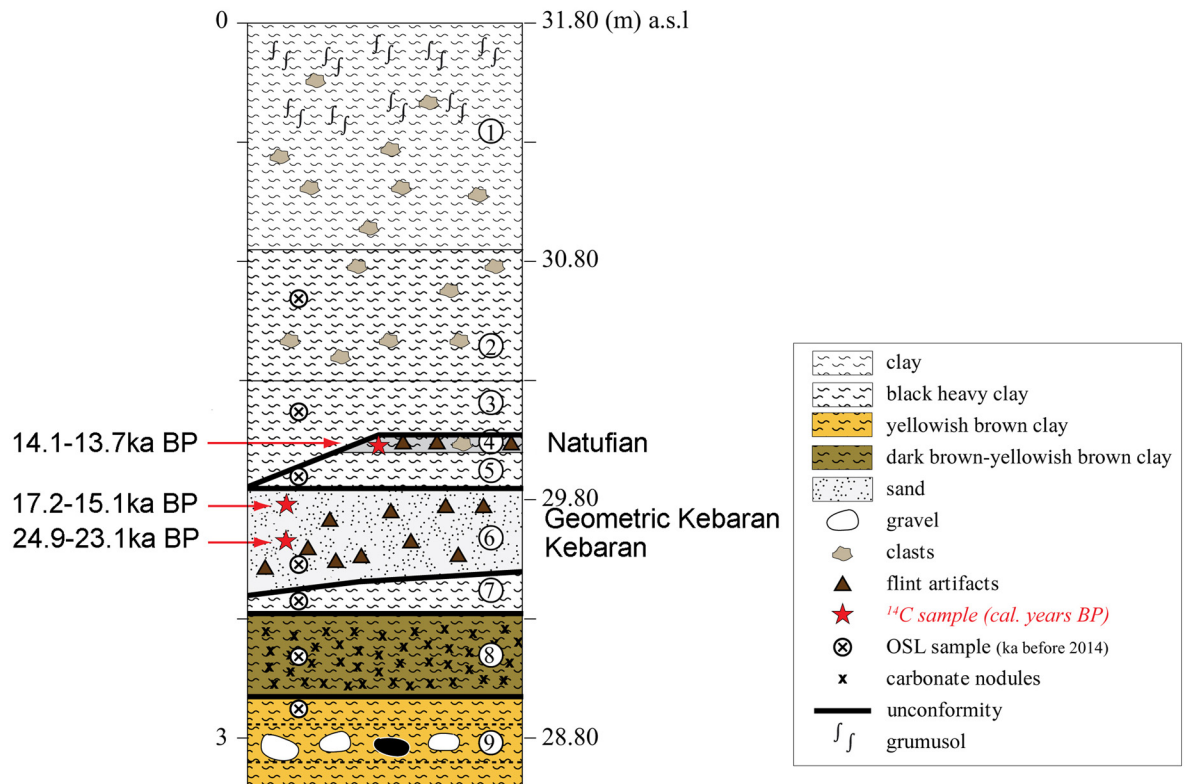 0
31.80 (m) a.s.l
①
30.80
②
③
14.1-13.7ka BP
④
Natufian
⑤
17.2-15.1ka BP
29.80
⑥
Geometric Kebaran
24.9-23.1ka BP
Kebaran
⑦
⑧
⑨
3
28.80
clay
black heavy clay
yellowish brown clay
dark brown-yellowish brown clay
sand
gravel
clasts
flint artifacts
¹⁴C sample (cal. years BP)
OSL sample (ka before 2014)
carbonate nodules
unconformity
grumusol